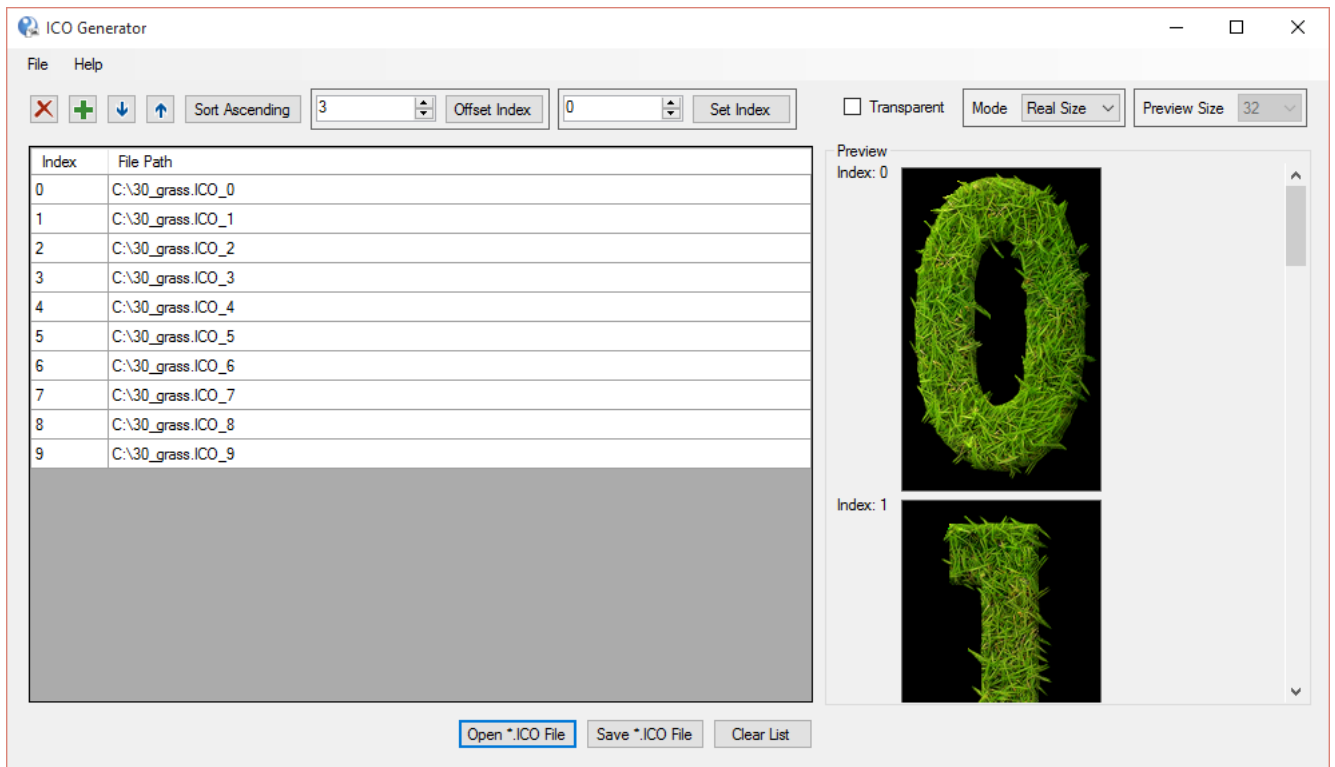 ICO Generator
File Help
Sort Ascending 3 Offset Index 0 Set Index Transparent Mode Real Size Preview Size 32
Index File Path
0 C:\30_grass.ICO_0
1 C:\30_grass.ICO_1
2 C:\30_grass.ICO_2
3 C:\30_grass.ICO_3
4 C:\30_grass.ICO_4
5 C:\30_grass.ICO_5
6 C:\30_grass.ICO_6
7 C:\30_grass.ICO_7
8 C:\30_grass.ICO_8
9 C:\30_grass.ICO_9
Preview
Index: 0
0
Index: 1
1
Open *.ICO File Save *.ICO File Clear List